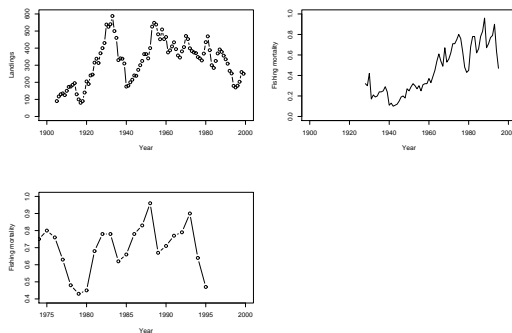 Landings
0 100 200 300 400 500 600
1900 1920 1940 1960 1980 2000
Year
Fishing mortality
0.0 0.2 0.4 0.6 0.8 1.0
1900 1920 1940 1960 1980 2000
Year
Fishing mortality
0.4 0.5 0.6 0.7 0.8 0.9 1.0
1975 1980 1985 1990 1995 2000
Year